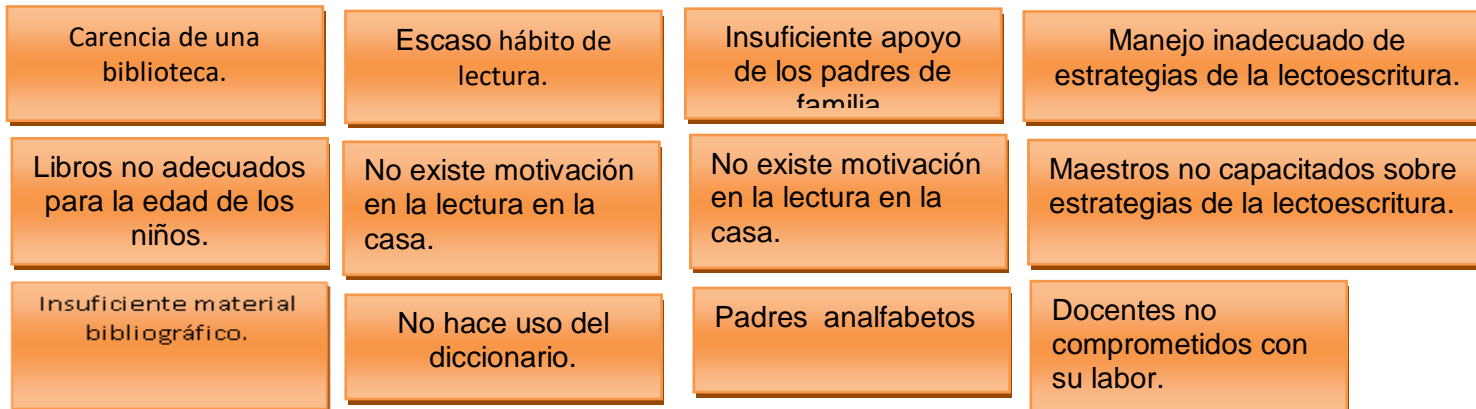 Carencia de una
biblioteca.
Escaso hábito de
lectura.
Insuficiente apoyo
de los padres de
familia
Manejo inadecuado de
estrategias de la lectoescritura.
Libros no adecuados
para la edad de los
niños.
No existe motivación
en la lectura en la
casa.
No existe motivación
en la lectura en la
casa.
Maestros no capacitados sobre
estrategias de la lectoescritura.
Insuficiente material
bibliográfico.
No hace uso del
diccionario.
Padres analfabetos
Docentes no
comprometidos con
su labor.